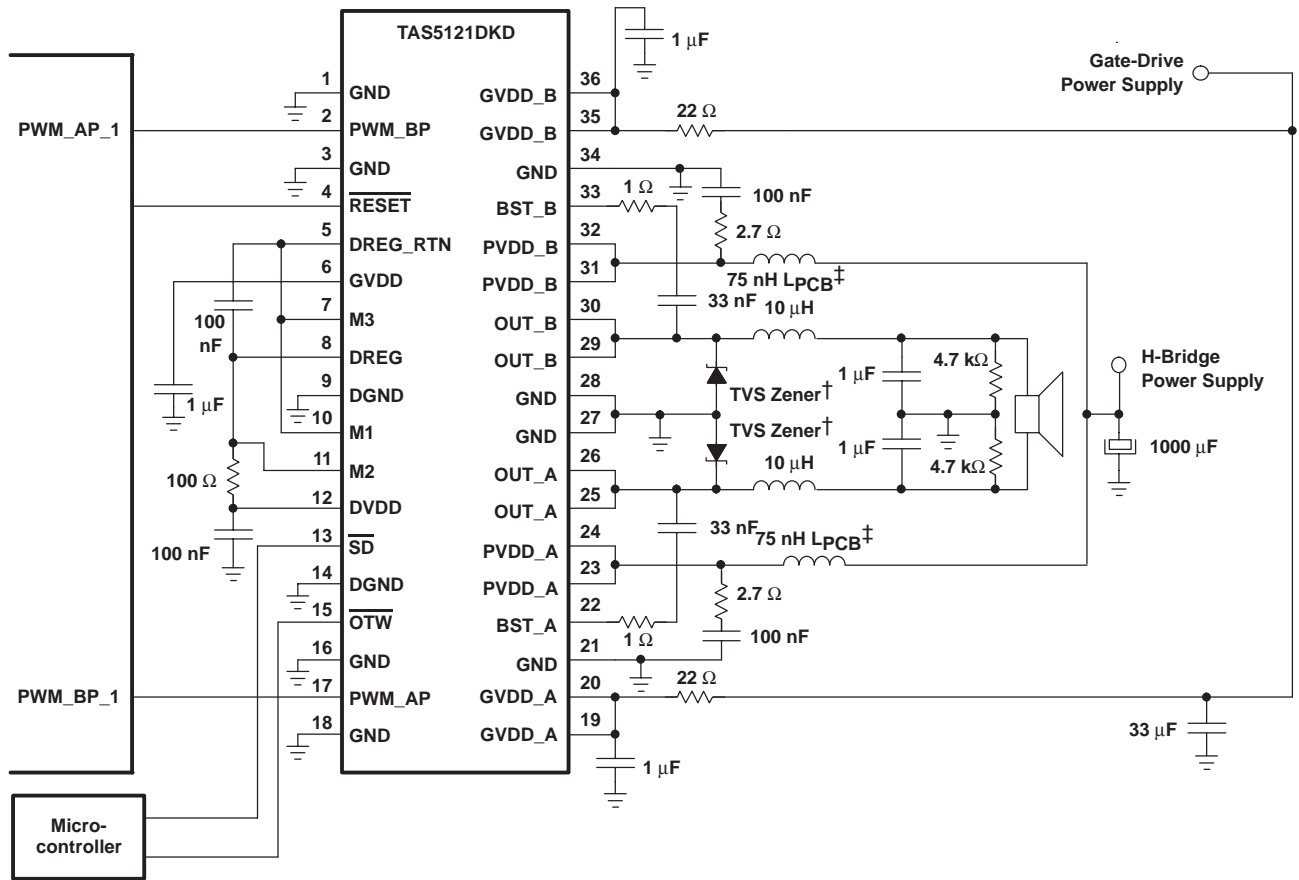 TAS5121DKD
1 μF
Gate-Drive
Power Supply
PWM_AP_1
1
GND
2
PWM_BP
3
GND
4
RESET
5
DREG_RTN
6
GVDD
7
M3
8
DREG
9
DGND
10
M1
11
M2
12
DVDD
13
SD
14
DGND
15
OTW
16
GND
17
PWM_AP
18
GND
36
GVDD_B
35
GVDD_B
34
GND
33
BST_B
32
PVDD_B
31
PVDD_B
30
OUT_B
29
OUT_B
28
GND
27
GND
26
OUT_A
25
OUT_A
24
PVDD_A
23
PVDD_A
22
BST_A
21
GND
20
GVDD_A
19
GVDD_A
100
nF
1 μF
100 Ω
100 nF
22 Ω
1 Ω
100 nF
2.7 Ω
75 nH LPCB‡
33 nF
10 μH
TVS Zener†
TVS Zener†
10 μH
1 μF
4.7 kΩ
1 μF
4.7 kΩ
H-Bridge
Power Supply
1000 μF
33 nF
75 nH LPCB‡
2.7 Ω
100 nF
1 Ω
22 Ω
1 μF
33 μF
PWM_BP_1
Micro-
controller